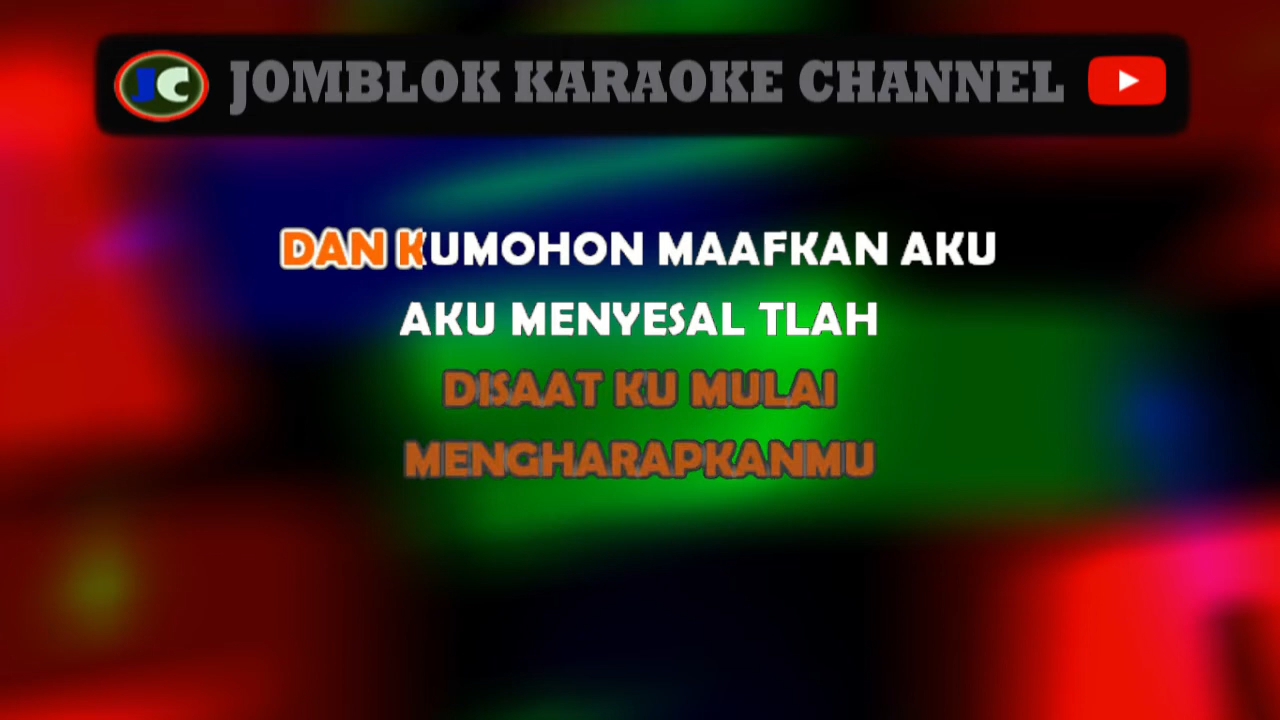 JC JOMBLOK KARAOKE CHANNEL
DAN KUMOHON MAAFKAN AKU
AKU MENYESAL TLAH
DISAAT KU MULAI
MENGHARAPKANMU